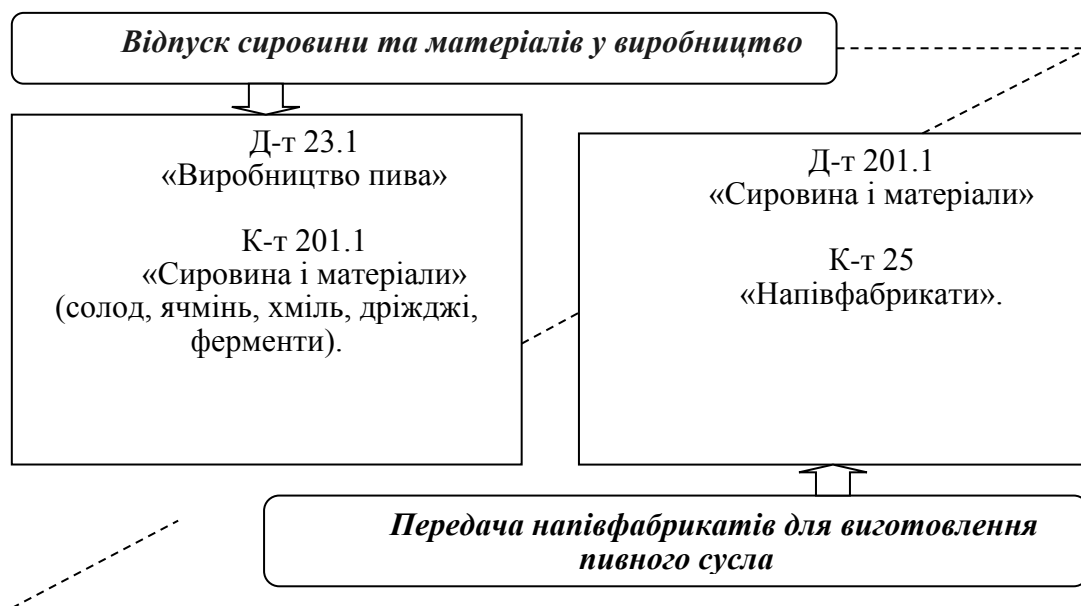 Відпуск сировини та матеріалів у виробництво
Д-т 23.1
«Виробництво пива»
К-т 201.1
«Сировина і матеріали»
(солод, ячмінь, хміль, дріжджі,
ферменти).
Д-т 201.1
«Сировина і матеріали»
К-т 25
«Напівфабрикати».
Передача напівфабрикатів для виготовлення
пивного сусла